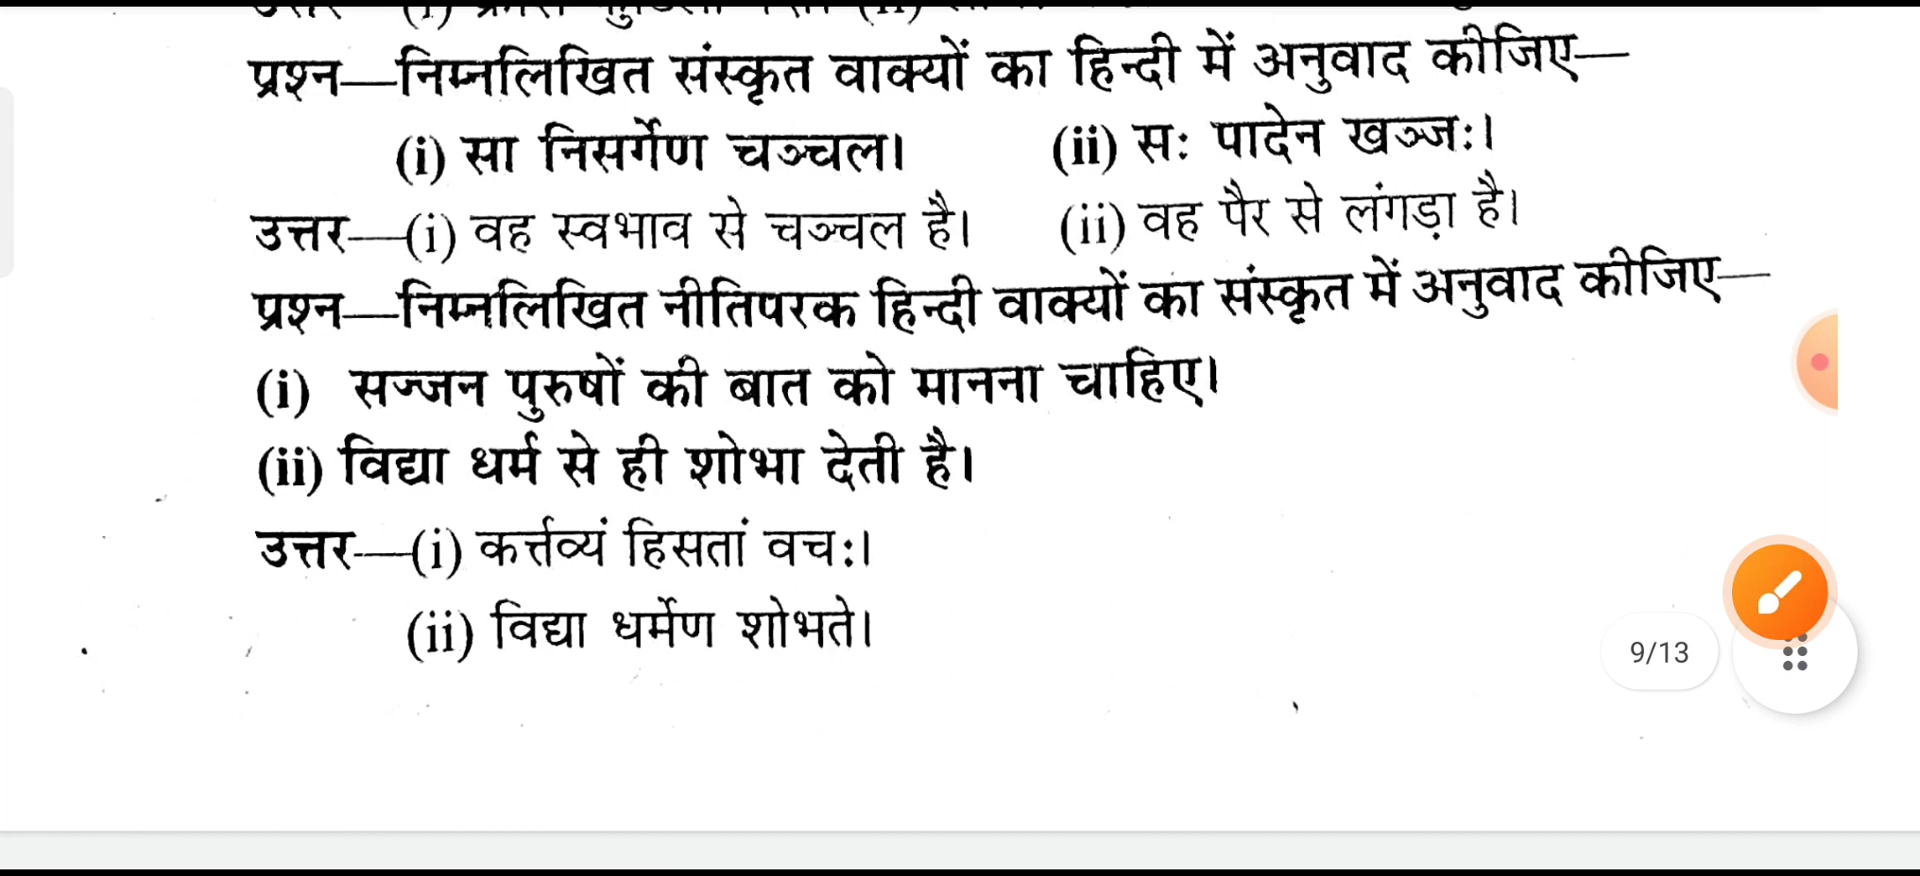 प्रश्न—निम्नलिखित संस्कृत वाक्यों का हिन्दी में अनुवाद कीजिए—
(i) सा निसर्गेण चञ्चल। (ii) सः पादेन खञ्जः।
उत्तर—(i) वह स्वभाव से चञ्चल है। (ii) वह पैर से लंगड़ा है।
प्रश्न—निम्नलिखित नीतिपरक हिन्दी वाक्यों का संस्कृत में अनुवाद कीजिए—
(i) सज्जन पुरुषों की बात को मानना चाहिए।
(ii) विद्या धर्म से ही शोभा देती है।
उत्तर—(i) कर्त्तव्यं हिसतां वचः।
(ii) विद्या धर्मेण शोभते।
9/13